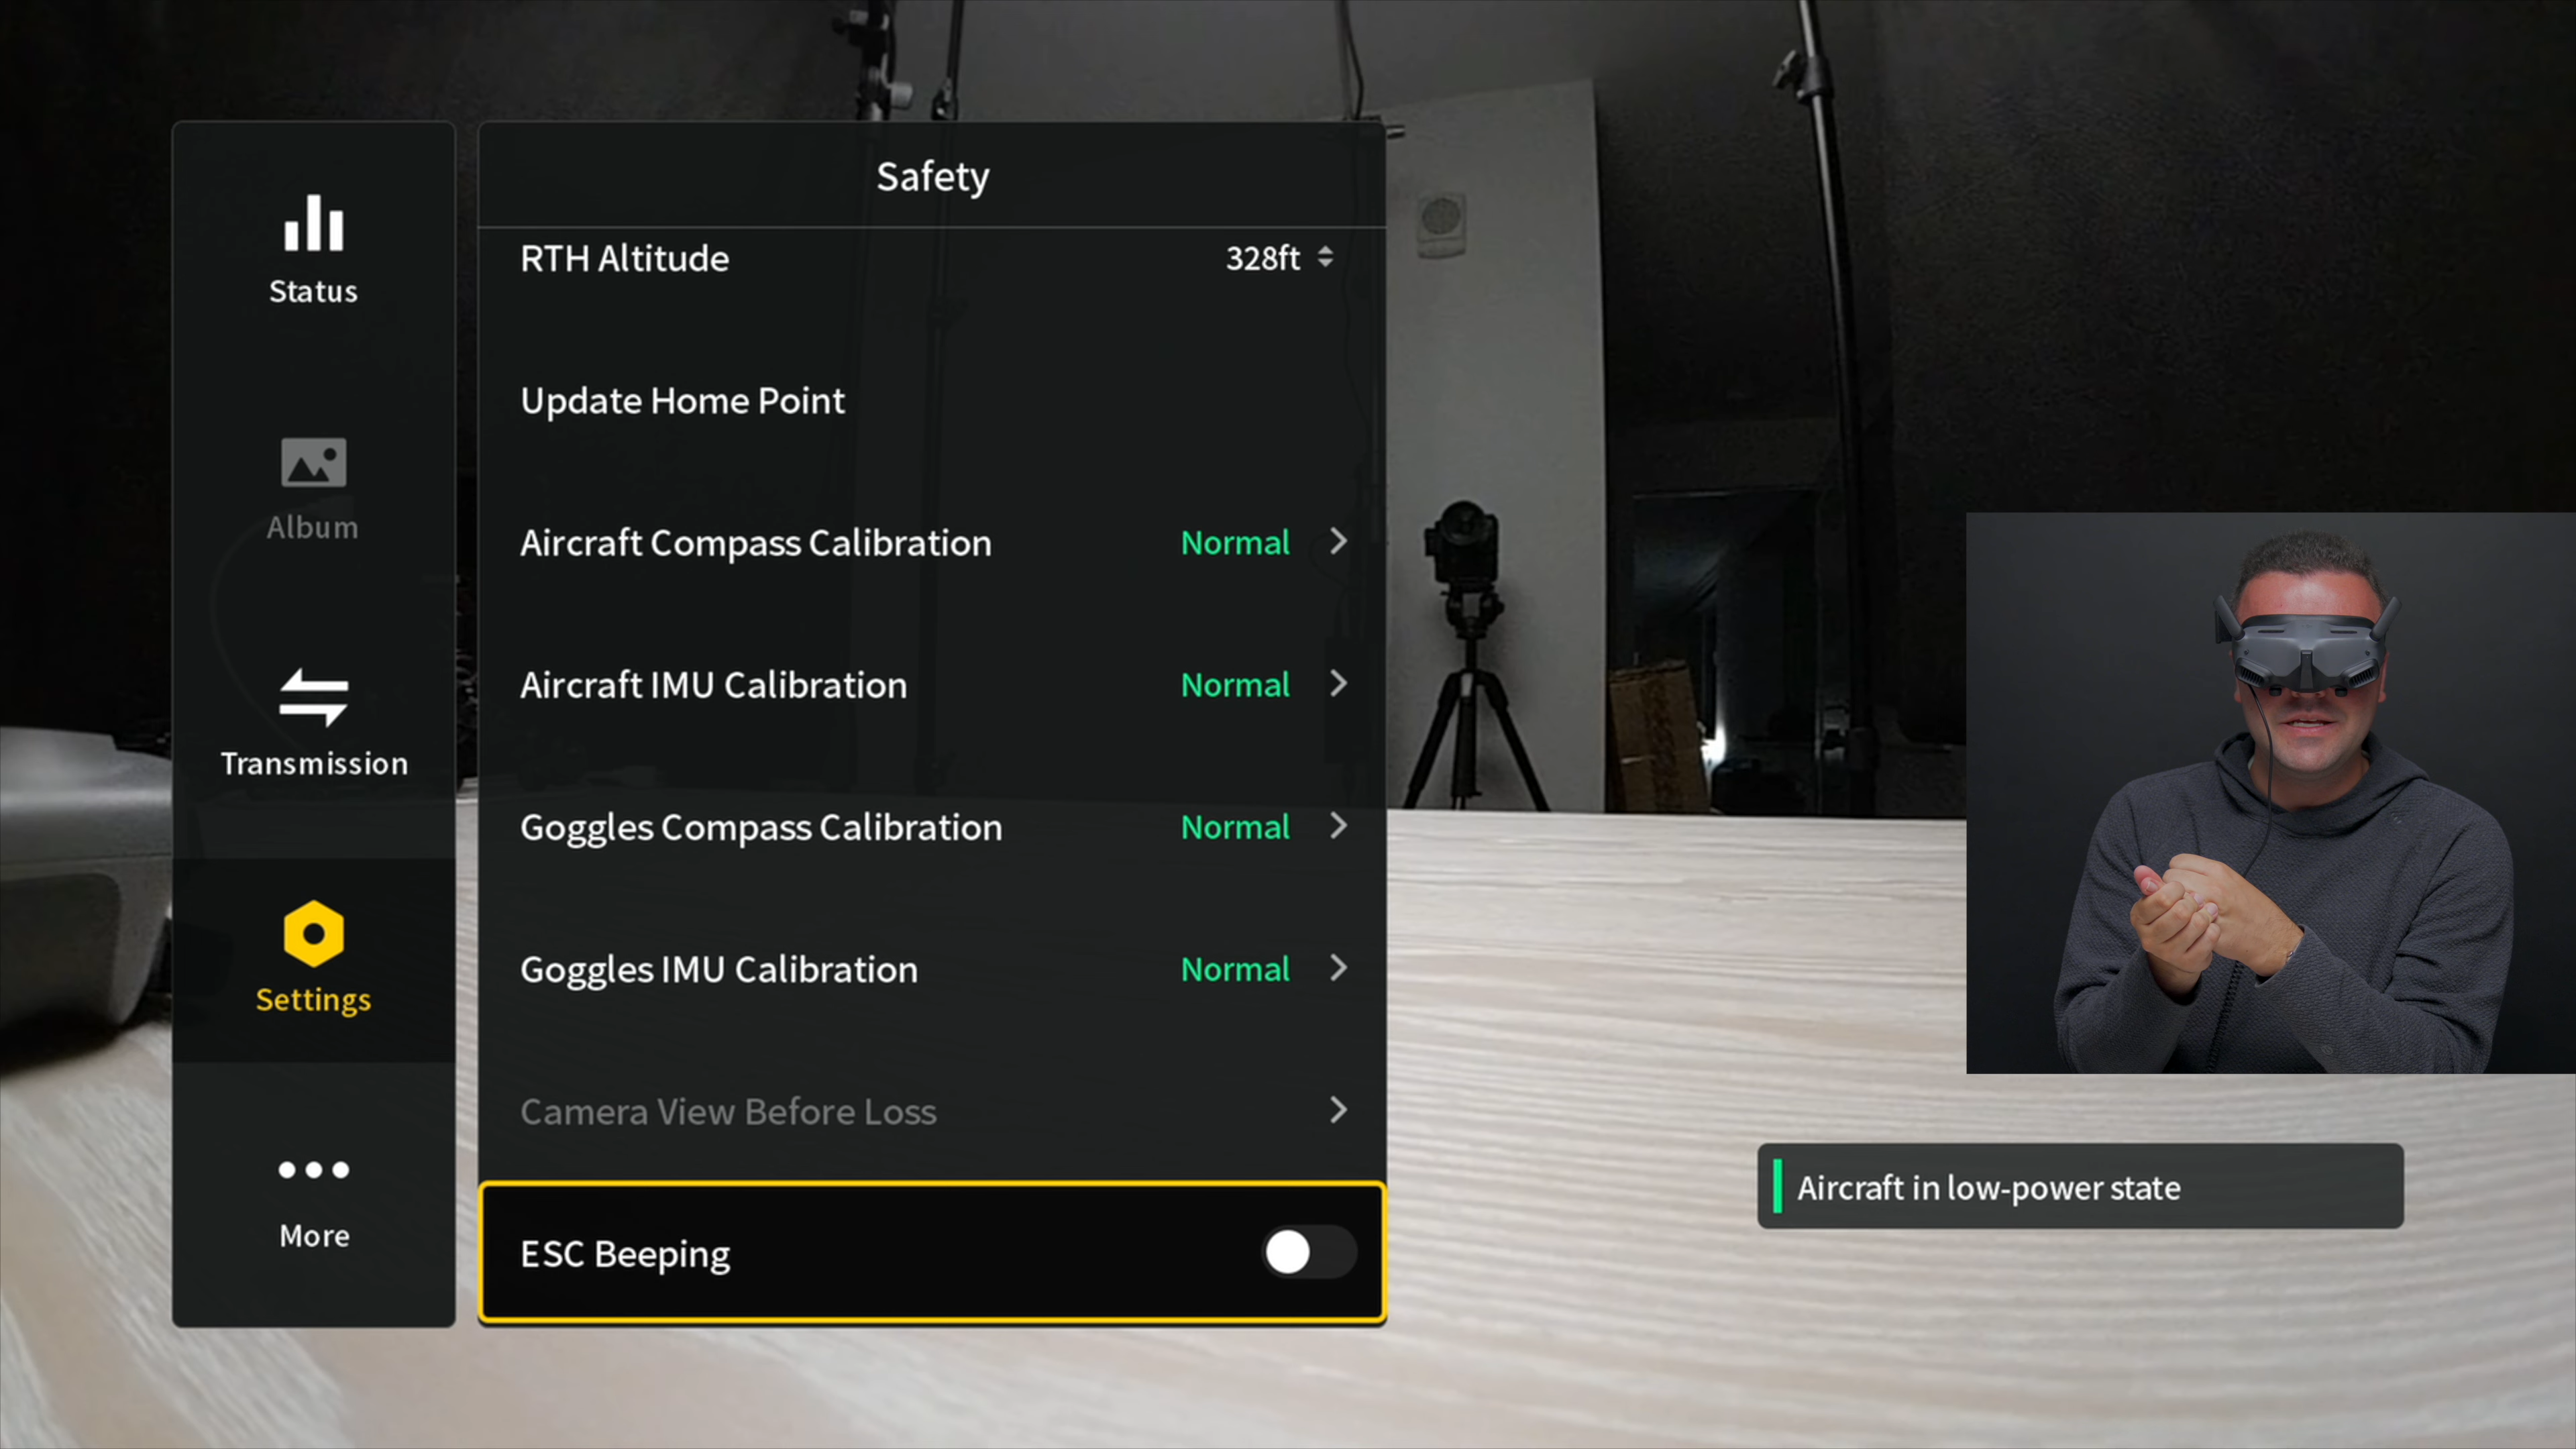 Status
Album
Transmission
Settings
More
Safety
RTH Altitude 328ft
Update Home Point
Aircraft Compass Calibration Normal
Aircraft IMU Calibration Normal
Goggles Compass Calibration Normal
Goggles IMU Calibration Normal
Camera View Before Loss
ESC Beeping
Aircraft in low-power state